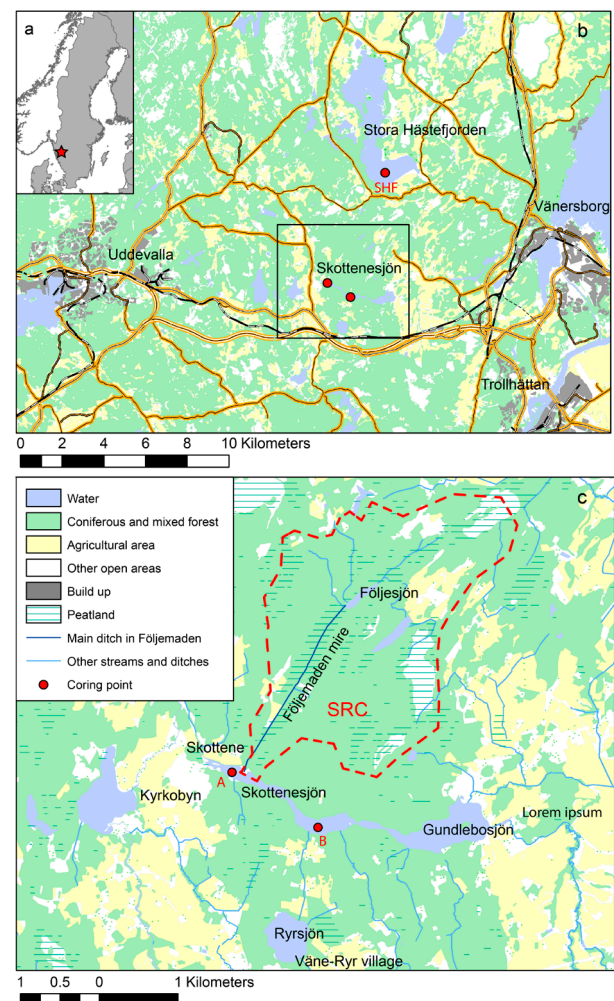 a
b
Stora Hästefjorden
SHF
Vänersborg
Uddevalla
Skottenesjön
Trollhättan
0 2 4 6 8 10 Kilometers
c
Water
Coniferous and mixed forest
Agricultural area
Other open areas
Build up
Peatland
Main ditch in Följemaden
Other streams and ditches
Coring point
Följesjön
Följemaden mire
SRC
Skottene
A
Skottenesjön
Kyrkobyn
Lorem ipsum
B
Gundlebosjön
Ryrsjön
Väne-Ryr village
1 0.5 0 1 Kilometers